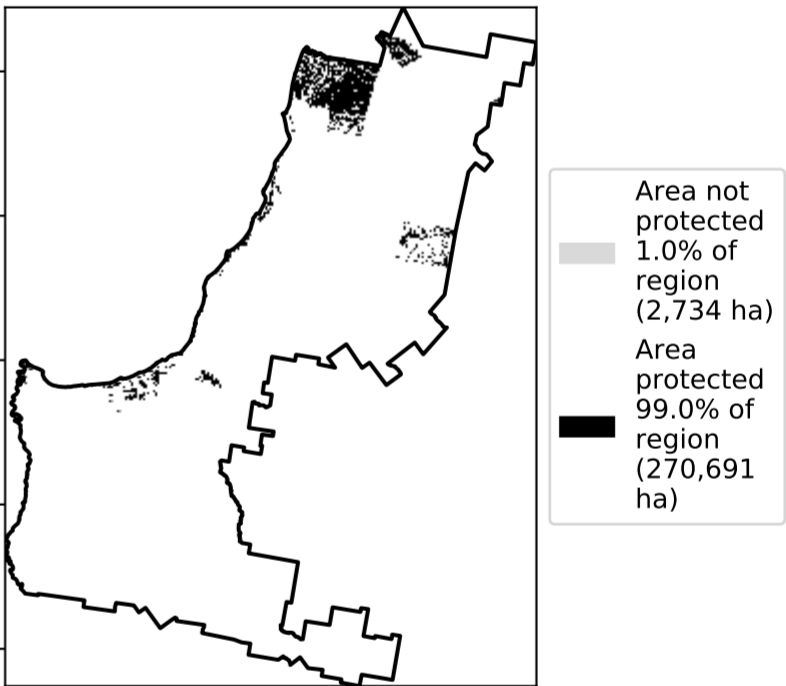 Area not
protected
1.0% of
region
(2,734 ha)
Area
protected
99.0% of
region
(270,691
ha)